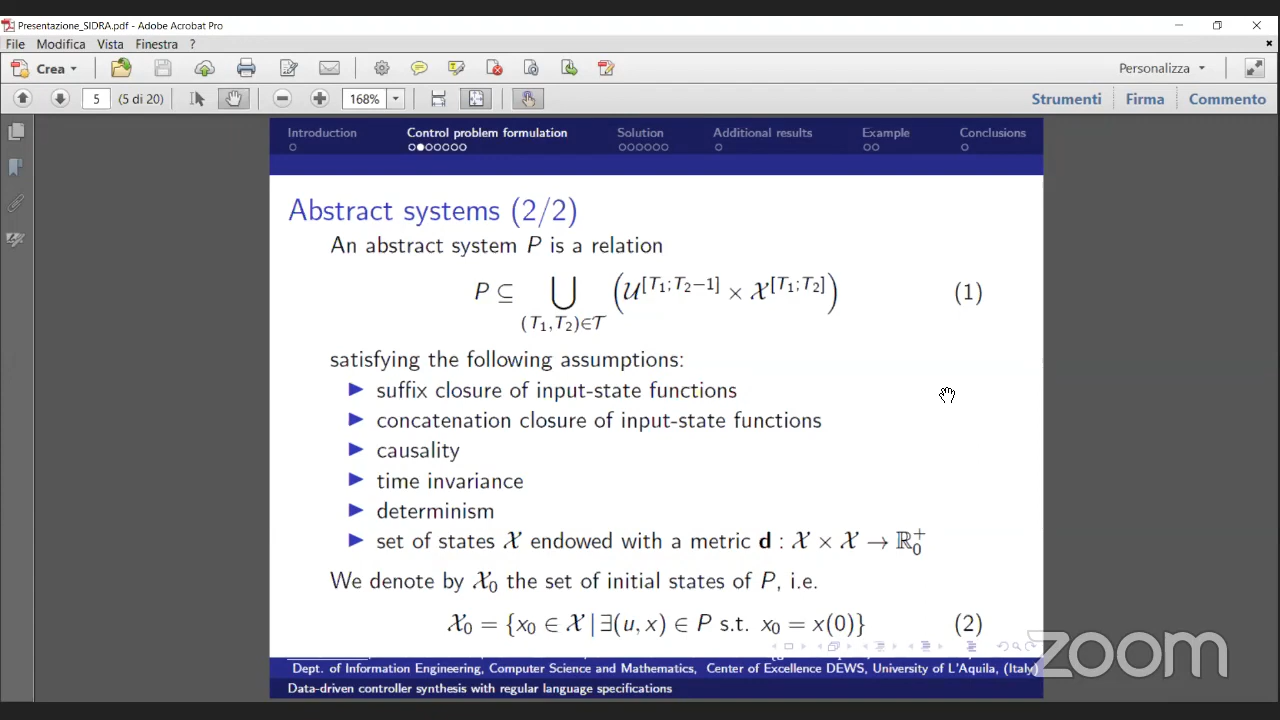 Presentazione_SIDRA.pdf - Adobe Acrobat Pro
File Modifica Vista Finestra ?
Crea Personalizza
5 (5 di 20) 168% Strumenti Firma Commento
Introduction Control problem formulation Solution Additional results Example Conclusions
Abstract systems (2/2)
An abstract system P is a relation
P ⊆ ⋃ (𝒰^[T₁;T₂−1] × 𝒳^[T₁;T₂]) (1)
(T₁,T₂)∈𝒯
satisfying the following assumptions:
▶ suffix closure of input-state functions
▶ concatenation closure of input-state functions
▶ causality
▶ time invariance
▶ determinism
▶ set of states 𝒳 endowed with a metric d : 𝒳 × 𝒳 → ℝ₀⁺
We denote by 𝒳₀ the set of initial states of P, i.e.
𝒳₀ = {x₀ ∈ 𝒳 | ∃(u, x) ∈ P s.t. x₀ = x(0)} (2)
Dept. of Information Engineering, Computer Science and Mathematics, Center of Excellence DEWS, University of L'Aquila, (Italy)
Data-driven controller synthesis with regular language specifications
zoom